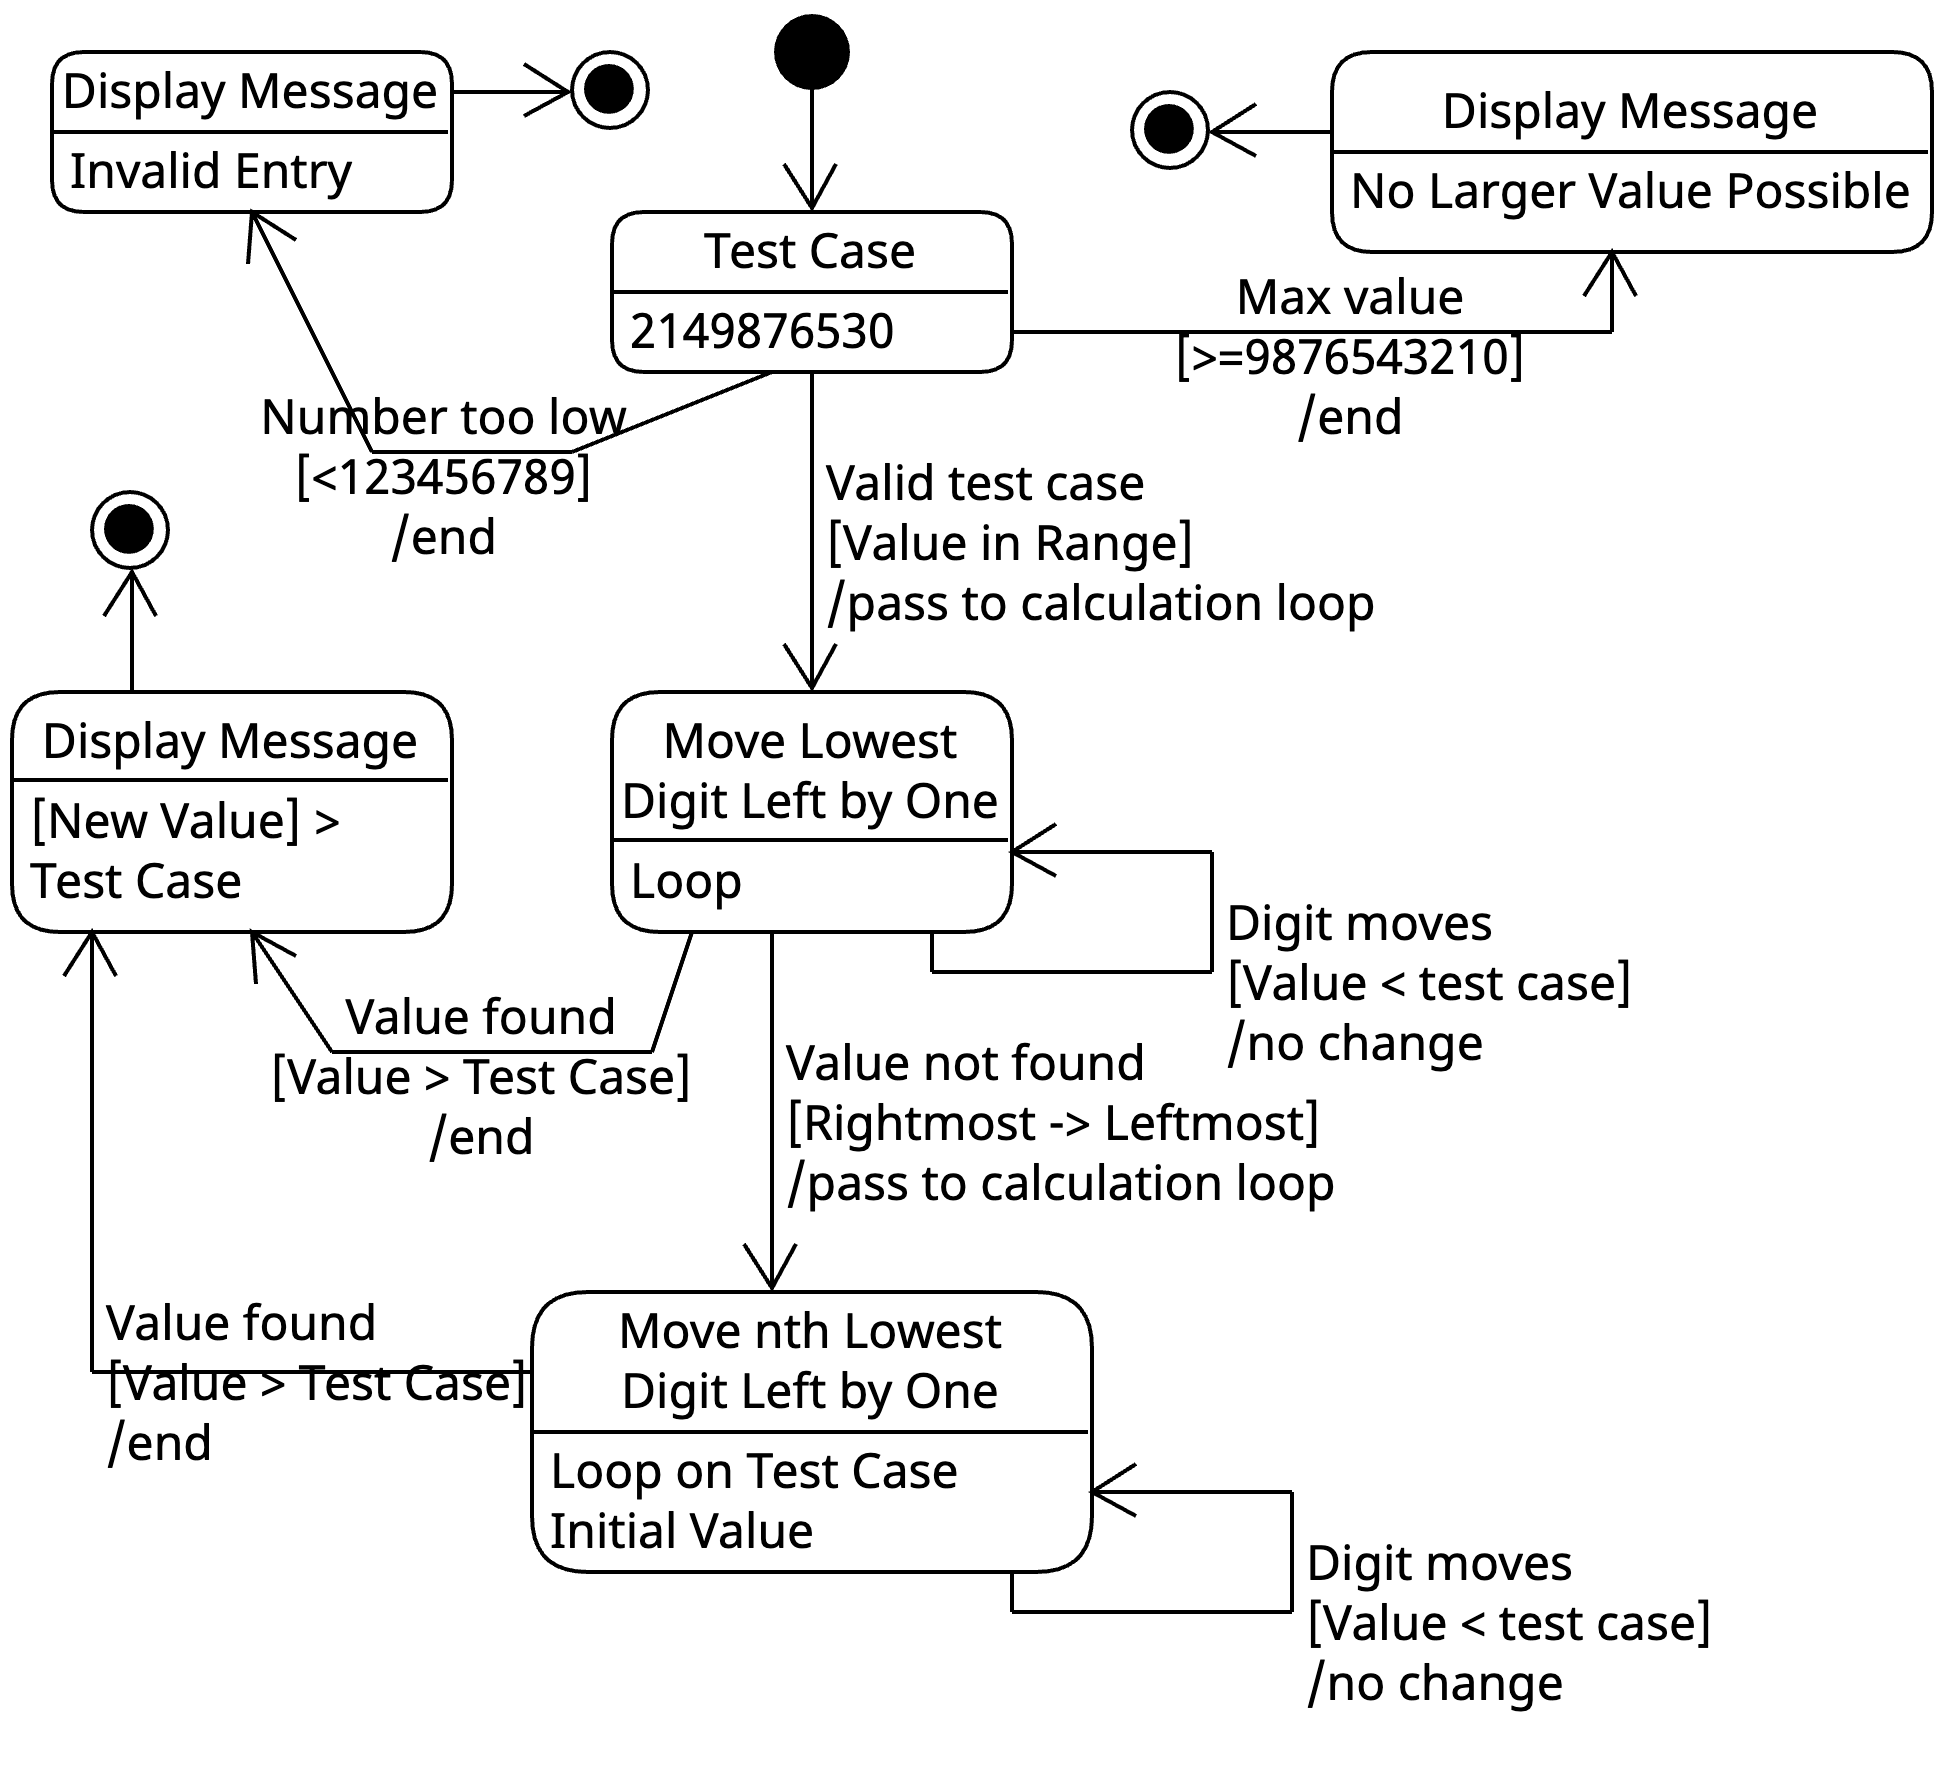 Display Message
Invalid Entry
Display Message
No Larger Value Possible
Test Case
2149876530
Max value
[>=9876543210]
/end
Number too low
[<123456789]
/end
Valid test case
[Value in Range]
/pass to calculation loop
Display Message
[New Value] >
Test Case
Move Lowest
Digit Left by One
Loop
Digit moves
[Value < test case]
/no change
Value found
[Value > Test Case]
/end
Value not found
[Rightmost -> Leftmost]
/pass to calculation loop
Value found
[Value > Test Case]
/end
Move nth Lowest
Digit Left by One
Loop on Test Case
Initial Value
Digit moves
[Value < test case]
/no change